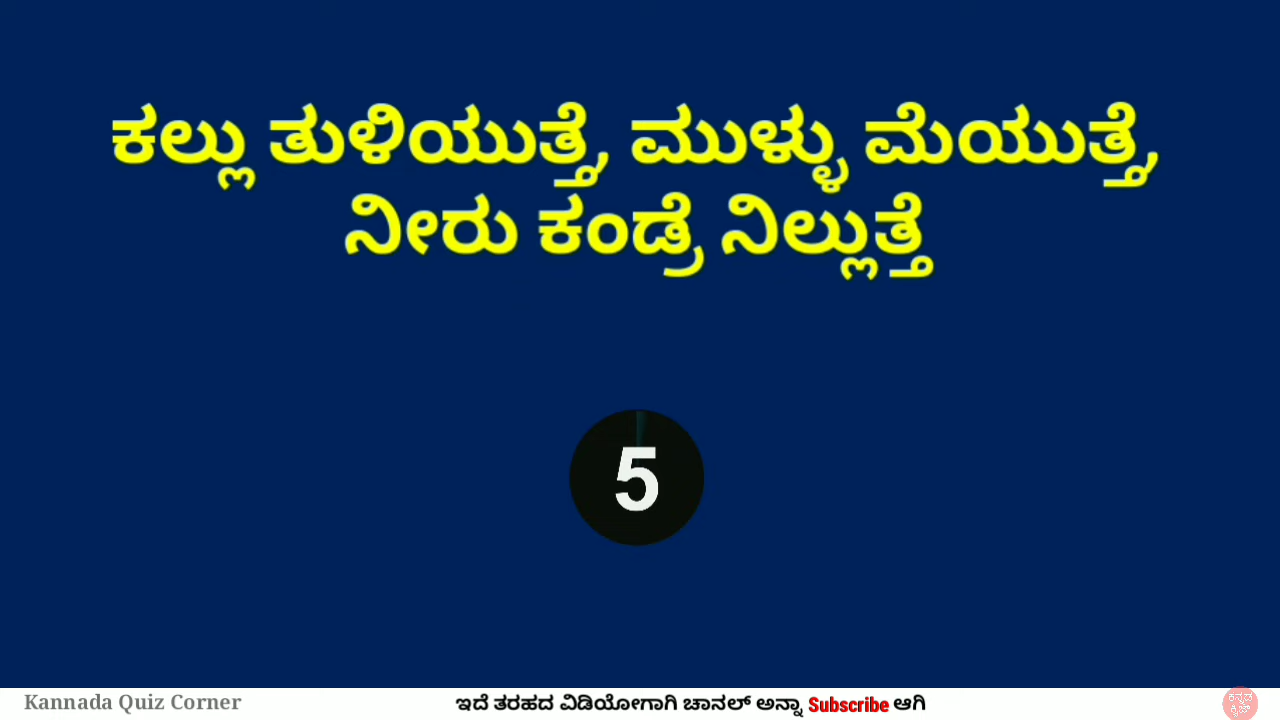 ಕಲ್ಲು ತುಳಿಯುತ್ತೆ, ಮುಳ್ಳು ಮೆಯುತ್ತೆ,
ನೀರು ಕಂಡ್ರೆ ನಿಲ್ಲುತ್ತೆ
5
Kannada Quiz Corner
ಇದೆ ತರಹದ ವಿಡಿಯೋಗಾಗಿ ಚಾನಲ್ ಅನ್ನಾ Subscribe ಆಗಿ